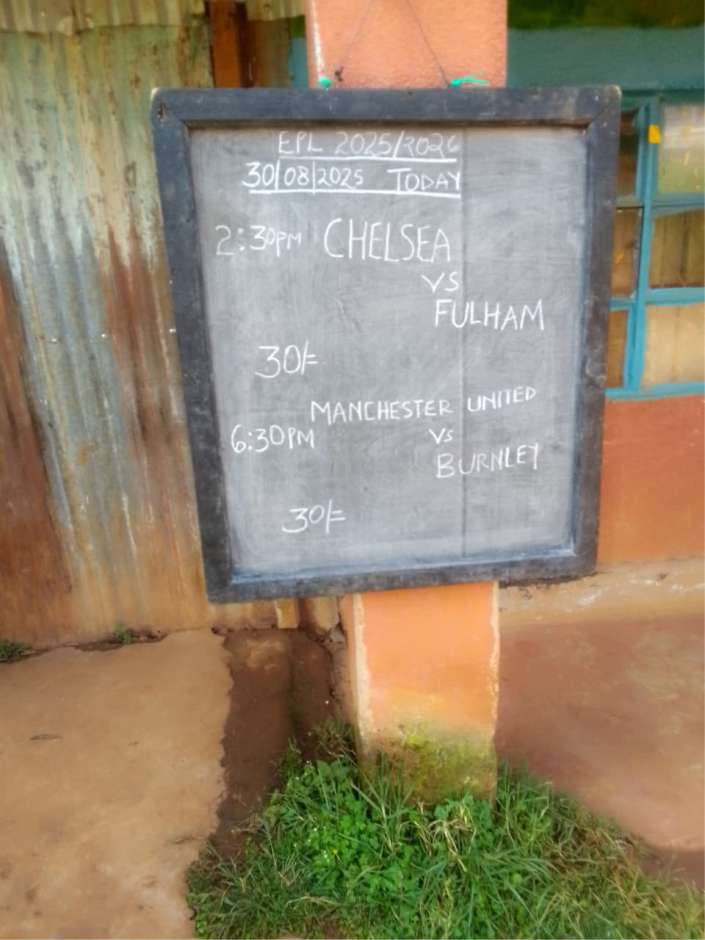 EPL 2025/2026
30/08/2025 TODAY
2:30PM CHELSEA
VS
FULHAM
30/=
MANCHESTER UNITED
6:30PM VS
BURNLEY
30/=